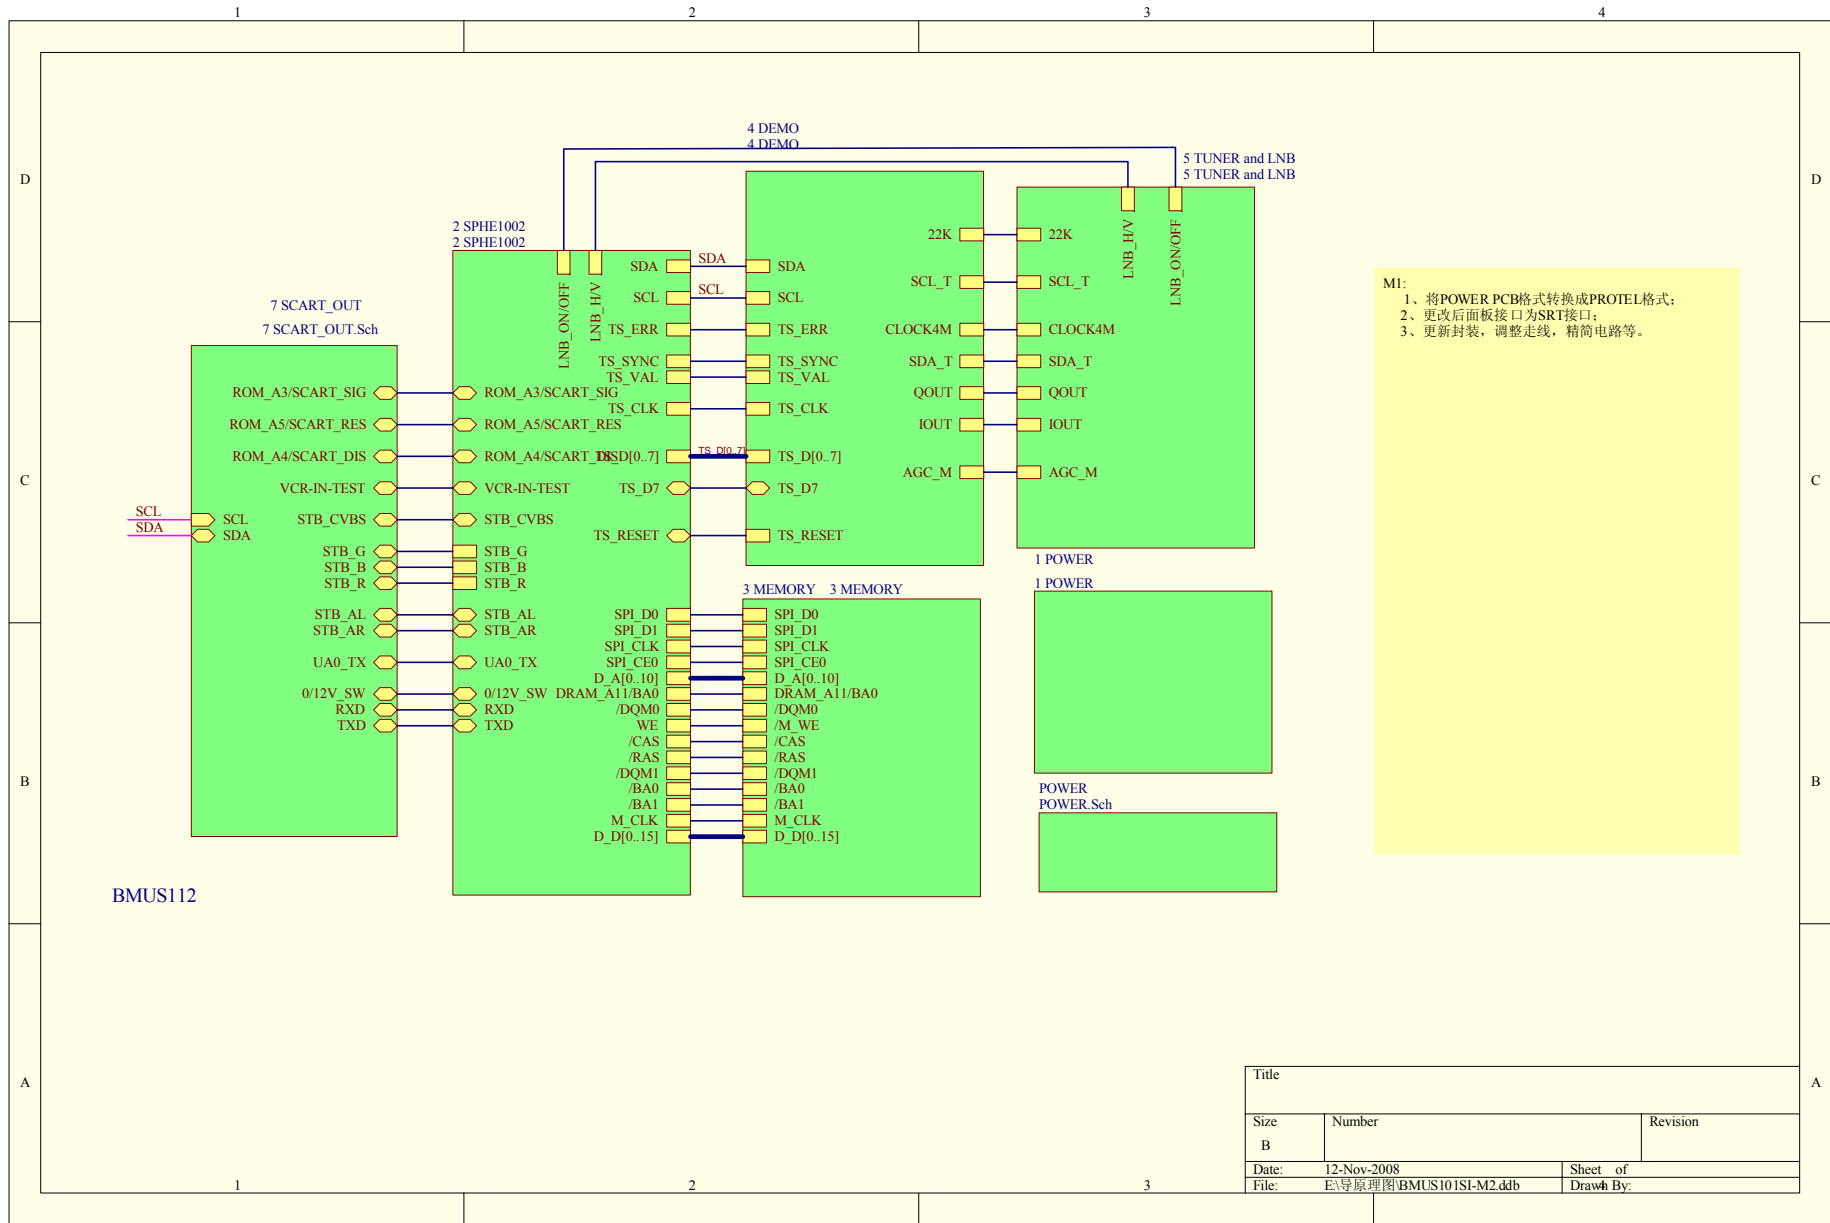 1 2 3 4
D
C
B
A
D
C
B
A
4 DEMO
4 DEMO
5 TUNER and LNB
5 TUNER and LNB
2 SPHE1002
2 SPHE1002
7 SCART_OUT
7 SCART_OUT.Sch
ROM_A3/SCART_SIG
ROM_A5/SCART_RES
ROM_A4/SCART_DIS
VCR-IN-TEST
SCL
SDA
SCL
SDA
STB_CVBS
STB_G
STB_B
STB_R
STB_AL
STB_AR
UA0_TX
0/12V_SW
RXD
TXD
LNB_ON/OFF
LNB_H/V
ROM_A3/SCART_SIG
ROM_A5/SCART_RES
ROM_A4/SCART_DIS
VCR-IN-TEST
STB_CVBS
STB_G
STB_B
STB_R
STB_AL
STB_AR
UA0_TX
0/12V_SW
RXD
TXD
SDA
SCL
TS_ERR
TS_SYNC
TS_VAL
TS_CLK
TS_D[0..7]
TS_D7
TS_RESET
SPI_D0
SPI_D1
SPI_CLK
SPI_CE0
D_A[0..10]
DRAM_A11/BA0
/DQM0
WE
/CAS
/RAS
/DQM1
/BA0
/BA1
M_CLK
D_D[0..15]
SDA
SCL
TS_D[0..7]
SDA
SCL
TS_ERR
TS_SYNC
TS_VAL
TS_CLK
TS_D[0..7]
TS_D7
TS_RESET
22K
SCL_T
CLOCK4M
SDA_T
QOUT
IOUT
AGC_M
LNB_H/V
LNB_ON/OFF
22K
SCL_T
CLOCK4M
SDA_T
QOUT
IOUT
AGC_M
3 MEMORY 3 MEMORY
SPI_D0
SPI_D1
SPI_CLK
SPI_CE0
D_A[0..10]
DRAM_A11/BA0
/DQM0
/M_WE
/CAS
/RAS
/DQM1
/BA0
/BA1
M_CLK
D_D[0..15]
1 POWER
1 POWER
POWER
POWER.Sch
M1:
1、将POWER PCB格式转换成PROTEL格式;
2、更改后面板接口为SRT接口;
3、更新封装，调整走线，精简电路等。
BMUS112
Title
Size Number Revision
B
Date: 12-Nov-2008 Sheet of
File: E:\导原理图\BMUS101SI-M2.ddb Drawn By: 4
1 2 3